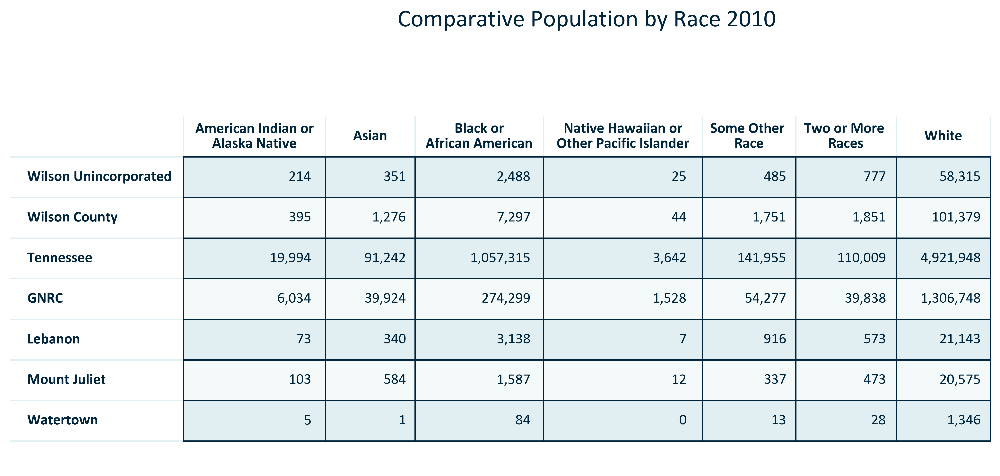 Comparative Population by Race 2010
American Indian or Alaska Native Asian Black or African American Native Hawaiian or Other Pacific Islander Some Other Race Two or More Races White
Wilson Unincorporated 214 351 2,488 25 485 777 58,315
Wilson County 395 1,276 7,297 44 1,751 1,851 101,379
Tennessee 19,994 91,242 1,057,315 3,642 141,955 110,009 4,921,948
GNRC 6,034 39,924 274,299 1,528 54,277 39,838 1,306,748
Lebanon 73 340 3,138 7 916 573 21,143
Mount Juliet 103 584 1,587 12 337 473 20,575
Watertown 5 1 84 0 13 28 1,346